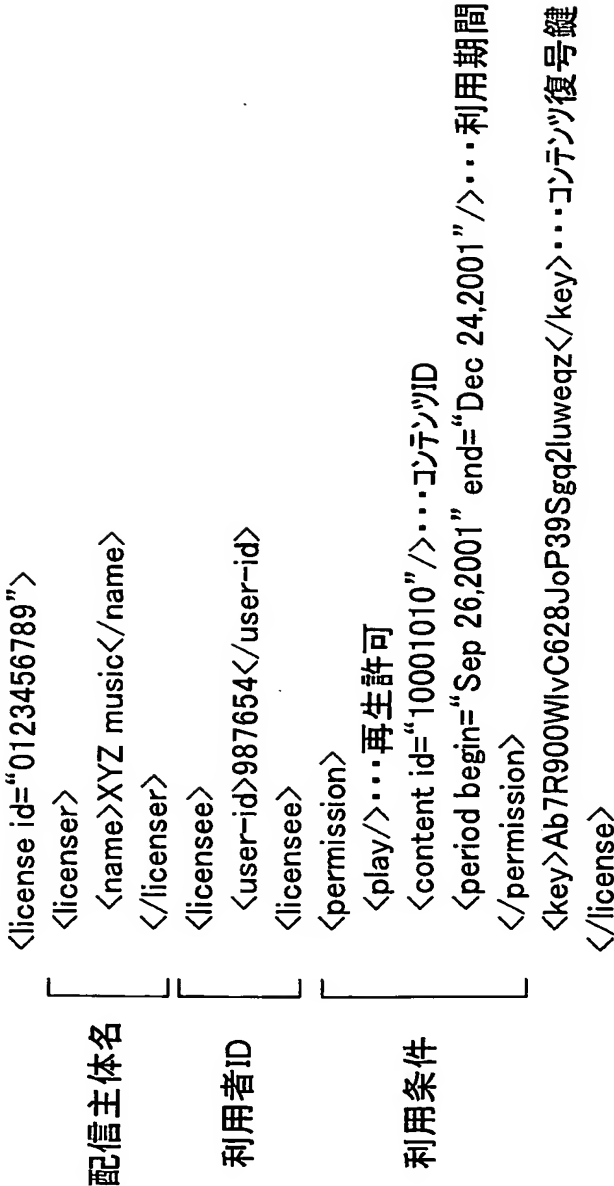 <license id=“0123456789”>
配信主体名
<licenser>
<name>XYZ music</name>
</licenser>
利用者ID
<licensee>
<user-id>987654</user-id>
<licensee>
利用条件
<permission>
<play/>・・・再生許可
<content id=“10001010”/>・・・コンテンツID
<period begin=“Sep 26,2001” end=“Dec 24,2001”/>・・・利用期間
</permission>
<key>Ab7R900WlvC628JoP39Sgq2luweqz</key>・・・コンテンツ復号鍵
</license>